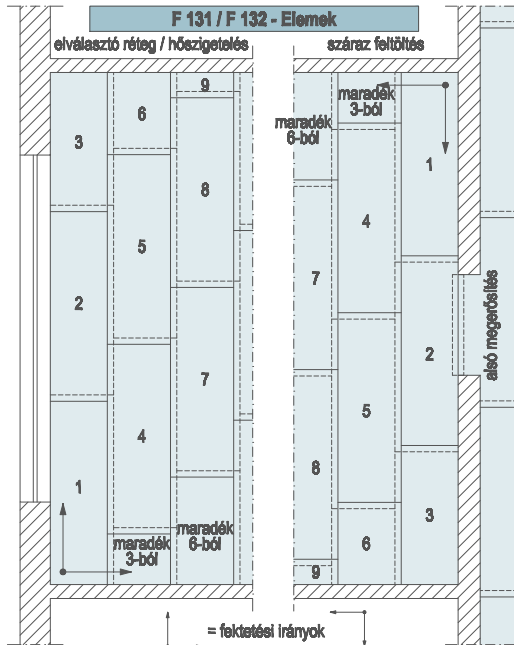 F 131 / F 132 - Elemek
elválasztó réteg / hőszigetelés
száraz feltöltés
3
6
9
8
5
2
7
4
1
maradék
3-ból
maradék
6-ból
maradék
6-ból
maradék
3-ból
1
4
7
2
5
8
3
6
9
alsó megerősítés
= fektetési irányok